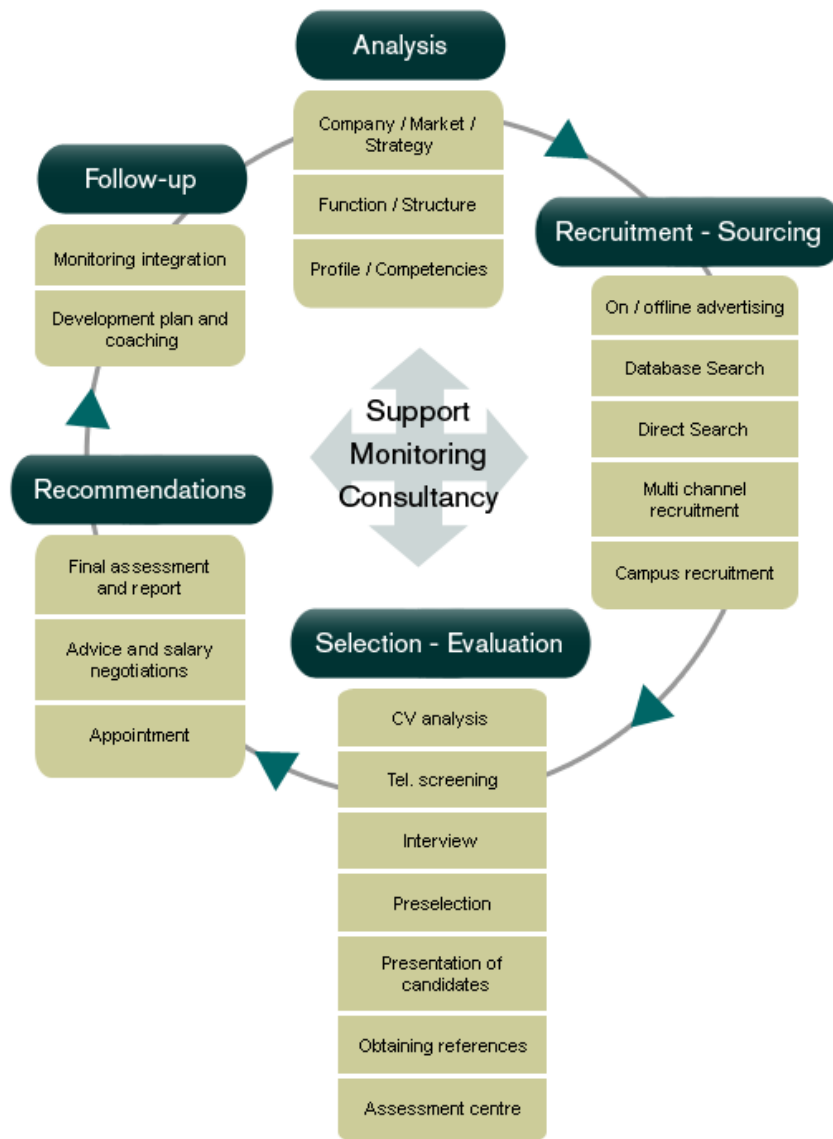 Analysis
Company / Market /
Strategy
Function / Structure
Profile / Competencies
Recruitment - Sourcing
On / offline advertising
Database Search
Direct Search
Multi channel
recruitment
Campus recruitment
Selection - Evaluation
CV analysis
Tel. screening
Interview
Preselection
Presentation of
candidates
Obtaining references
Assessment centre
Recommendations
Final assessment
and report
Advice and salary
negotiations
Appointment
Follow-up
Monitoring integration
Development plan and
coaching
Support
Monitoring
Consultancy